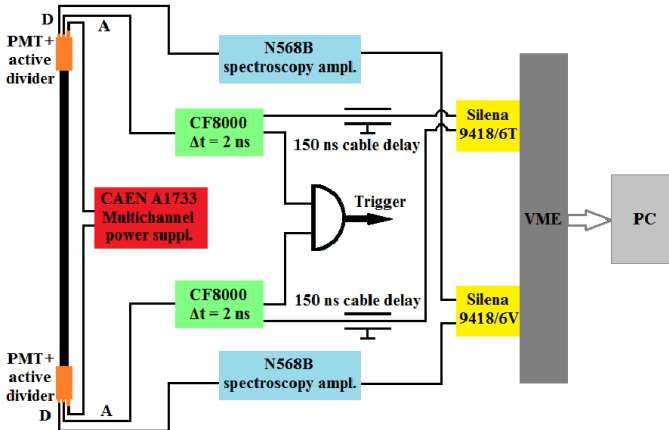 D
A
PMT+
active
divider
N568B
spectroscopy ampl.
CF8000
Δt = 2 ns
150 ns cable delay
Silena
9418/6T
CAEN A1733
Multichannel
power suppl.
Trigger
VME
PC
CF8000
Δt = 2 ns
150 ns cable delay
Silena
9418/6V
PMT+
active
divider
N568B
spectroscopy ampl.
D
A